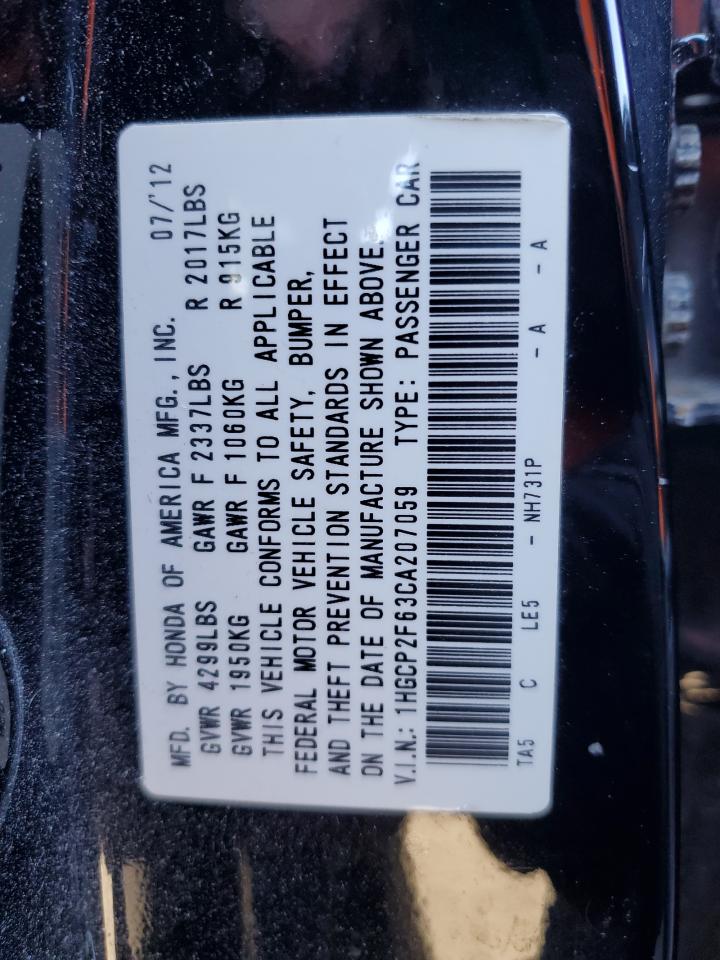 MFD. BY HONDA OF AMERICA MFG., INC. 07/'12
GVWR 4299LBS GAWR F 2337LBS R 2017LBS
GVWR 1950KG GAWR F 1060KG R 915KG
THIS VEHICLE CONFORMS TO ALL APPLICABLE
FEDERAL MOTOR VEHICLE SAFETY, BUMPER,
AND THEFT PREVENTION STANDARDS IN EFFECT
ON THE DATE OF MANUFACTURE SHOWN ABOVE.
V.I.N.: 1HGCP2F63CA207059 TYPE: PASSENGER CAR
TA5 C LE5 - NH731P - A - A